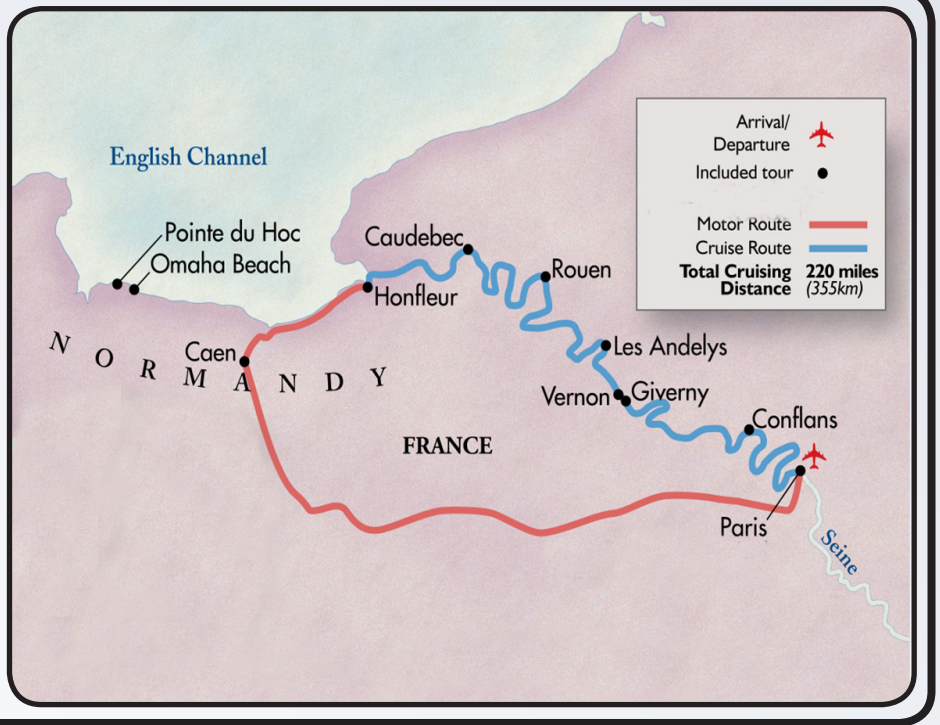 Arrival/
Departure
Included tour
Motor Route
Cruise Route
Total Cruising 220 miles
Distance (355km)
English Channel
Pointe du Hoc
Omaha Beach
Caudebec
Rouen
Honfleur
Les Andelys
Caen
NORMANDY
Vernon
Giverny
Conflans
FRANCE
Paris
Seine